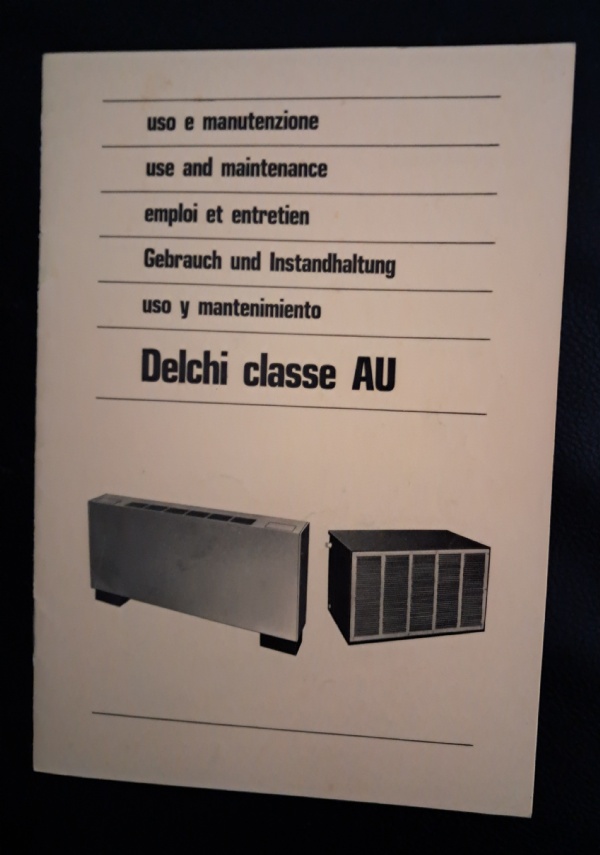 uso e manutenzione
use and maintenance
emploi et entretien
Gebrauch und Instandhaltung
uso y mantenimiento
Delchi classe AU